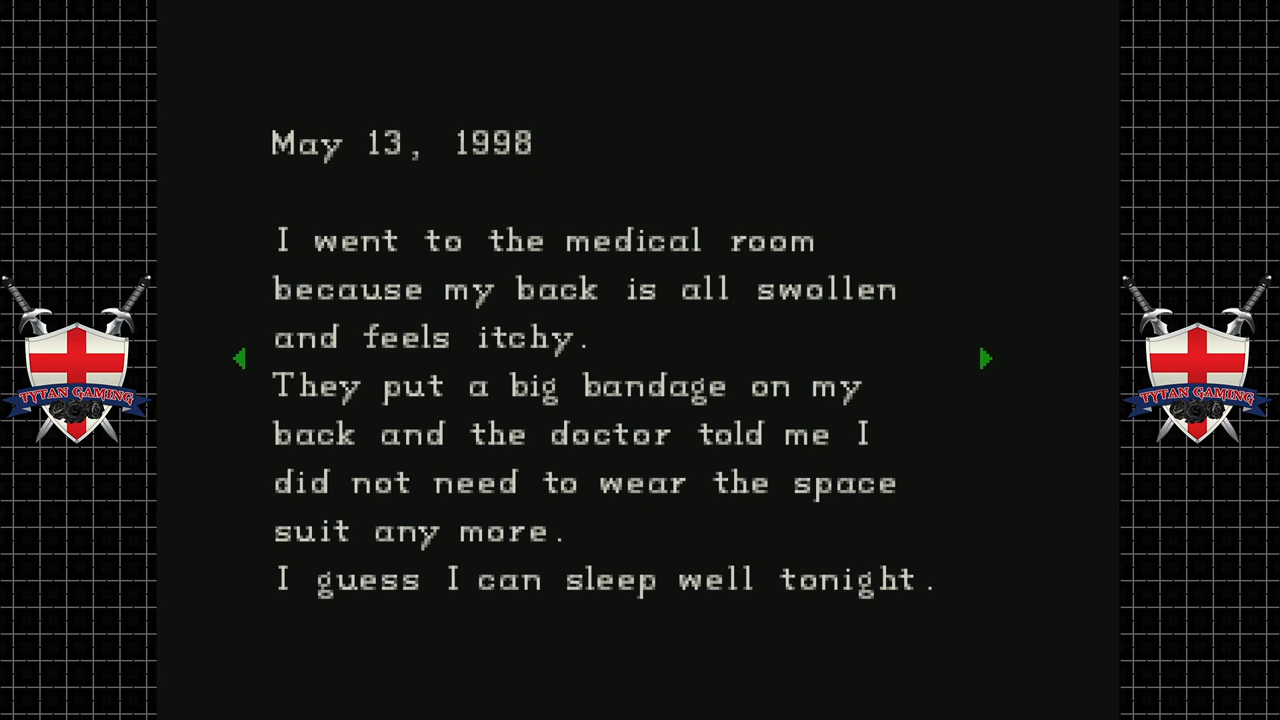 May 13, 1998
I went to the medical room
because my back is all swollen
and feels itchy.
They put a big bandage on my
back and the doctor told me I
did not need to wear the space
suit any more.
I guess I can sleep well tonight.
TYTAN GAMING
TYTAN GAMING